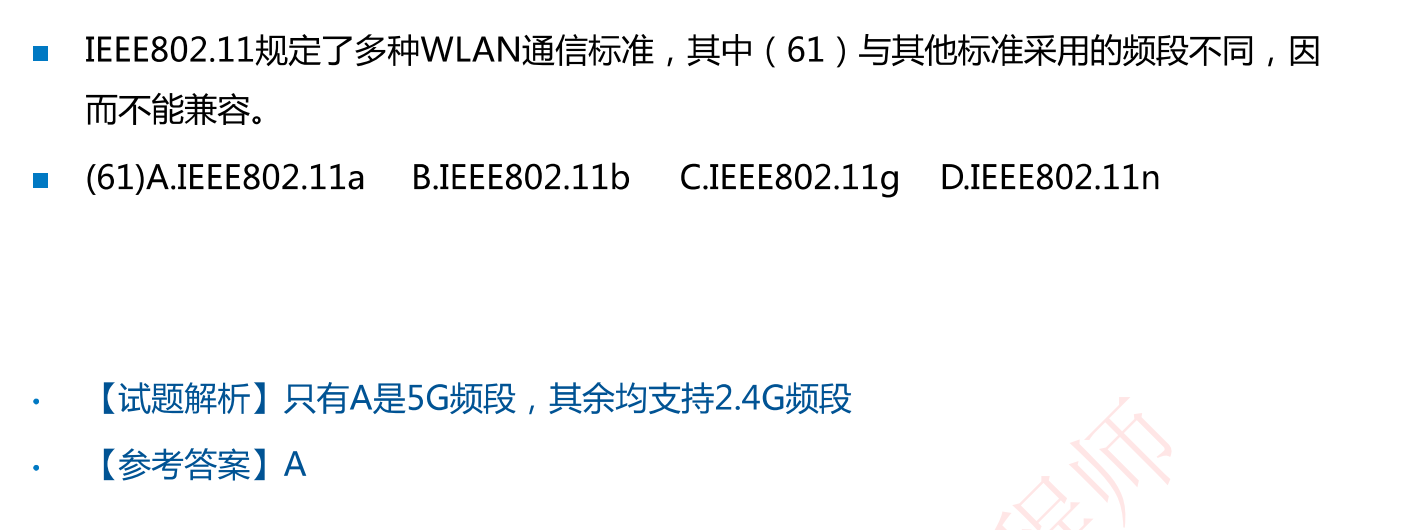 IEEE802.11规定了多种WLAN通信标准，其中（61）与其他标准采用的频段不同，因
而不能兼容。
(61)A.IEEE802.11a B.IEEE802.11b C.IEEE802.11g D.IEEE802.11n
【试题解析】只有A是5G频段，其余均支持2.4G频段
【参考答案】A
程师